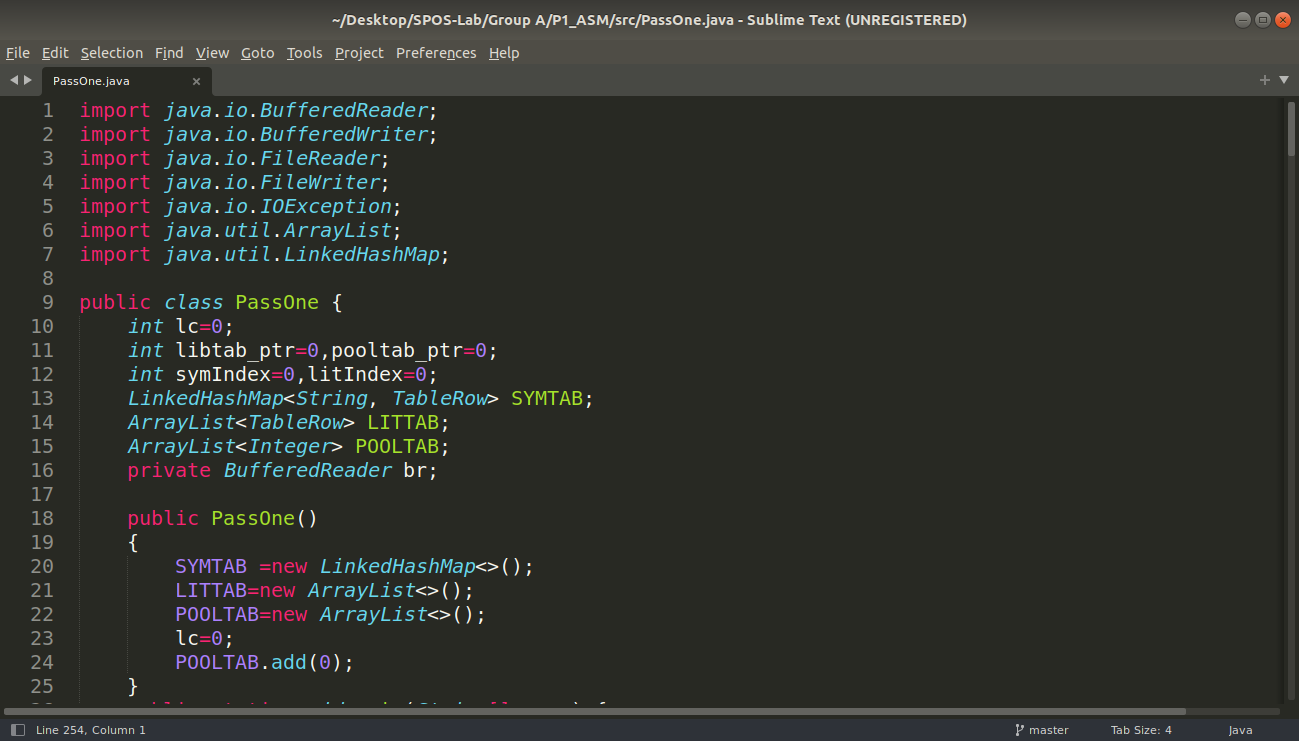 ~/Desktop/SPOS-Lab/Group A/P1_ASM/src/PassOne.java - Sublime Text (UNREGISTERED)
File Edit Selection Find View Goto Tools Project Preferences Help
PassOne.java
1 import java.io.BufferedReader;
2 import java.io.BufferedWriter;
3 import java.io.FileReader;
4 import java.io.FileWriter;
5 import java.io.IOException;
6 import java.util.ArrayList;
7 import java.util.LinkedHashMap;
8
9 public class PassOne {
10 int lc=0;
11 int libtab_ptr=0,pooltab_ptr=0;
12 int symIndex=0,litIndex=0;
13 LinkedHashMap<String, TableRow> SYMTAB;
14 ArrayList<TableRow> LITTAB;
15 ArrayList<Integer> POOLTAB;
16 private BufferedReader br;
17
18 public PassOne()
19 {
20 SYMTAB =new LinkedHashMap<>();
21 LITTAB=new ArrayList<>();
22 POOLTAB=new ArrayList<>();
23 lc=0;
24 POOLTAB.add(0);
25 }
Line 254, Column 1 master Tab Size: 4 Java